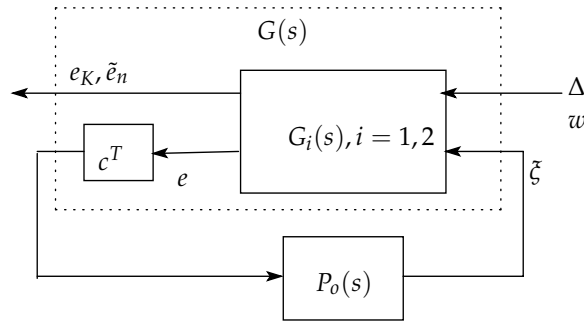 G(s)
e_K, ẽ_n
Δ
w
G_i(s), i = 1, 2
c^T
e
ξ̃
P_o(s)